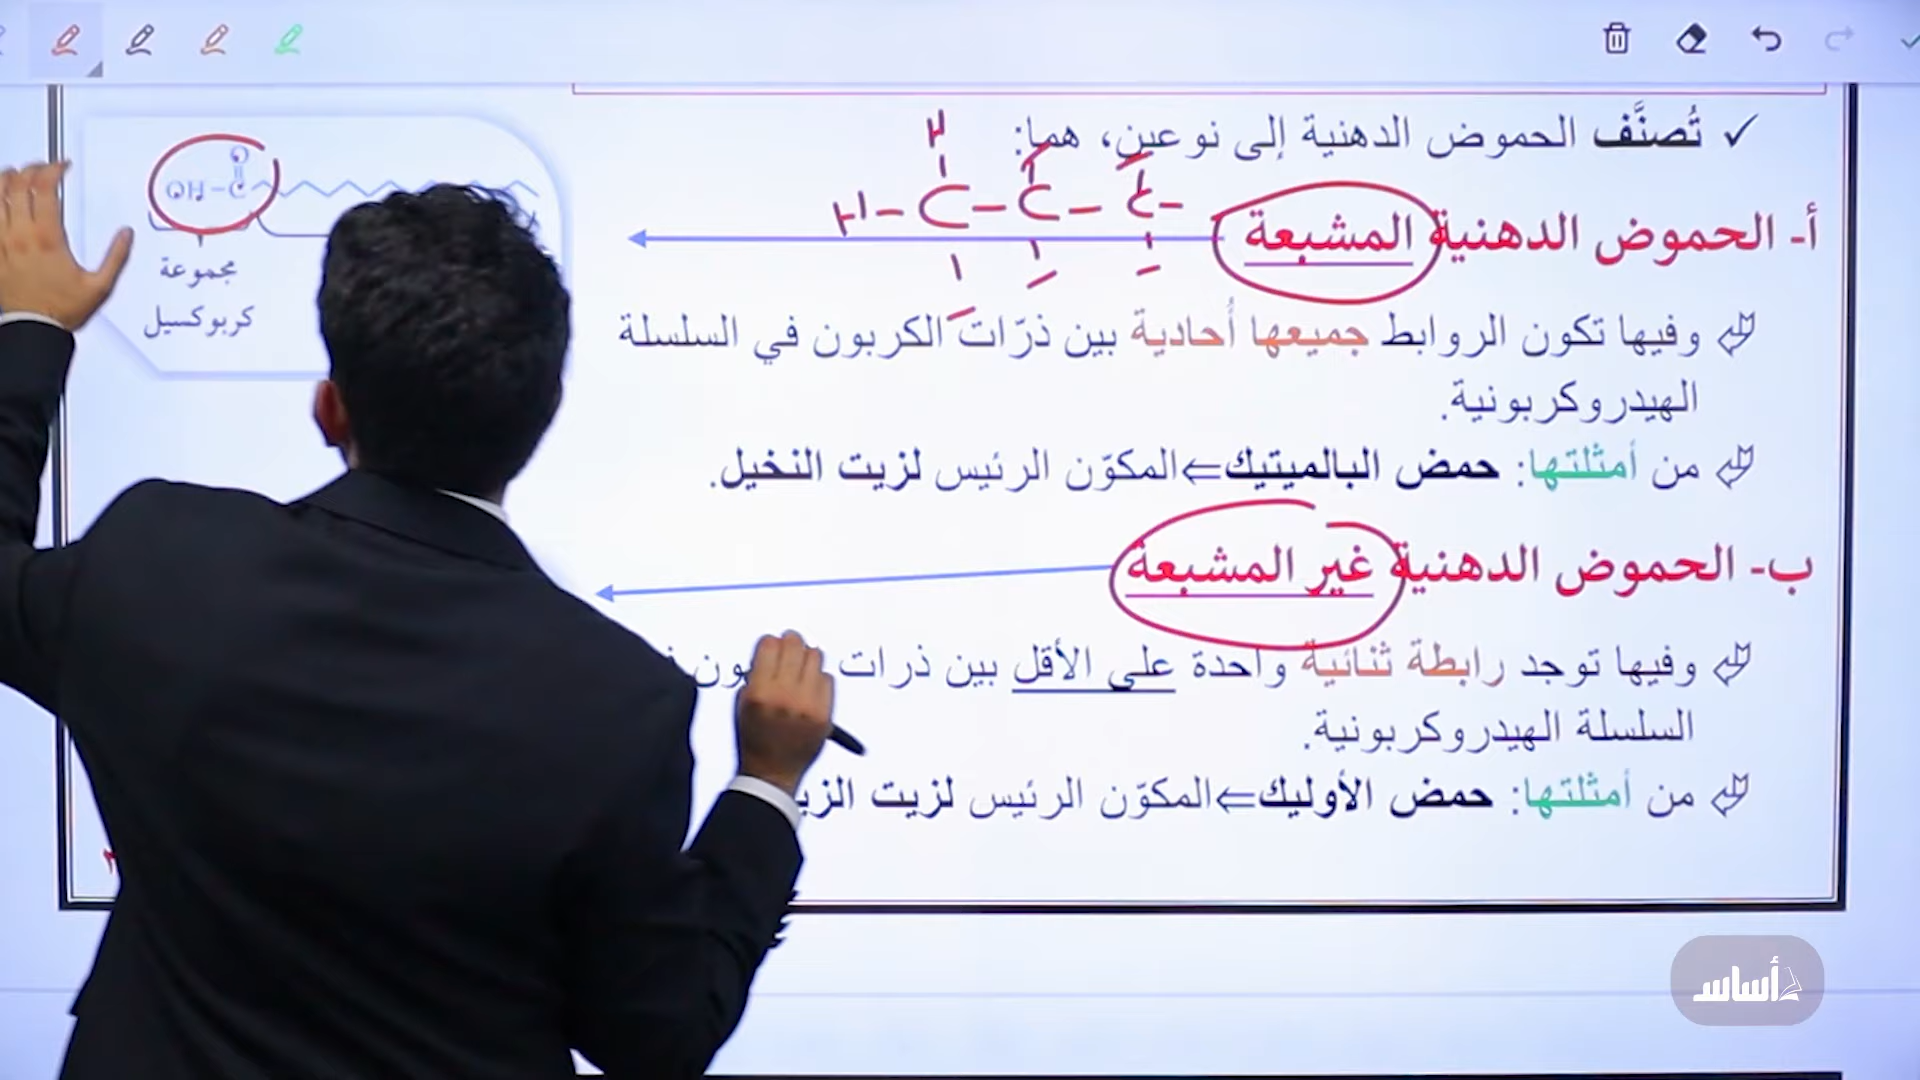 ✓ تُصنَّف الحموض الدهنية إلى نوعين، هما:
أ- الحموض الدهنية المشبعة
H
H - C - C - C -
وفيها تكون الروابط جميعها أُحادية بين ذرّات الكربون في السلسلة
الهيدروكربونية.
من أمثلتها: حمض البالميتيك⇐المكوّن الرئيس لزيت النخيل.
ب- الحموض الدهنية غير المشبعة
وفيها توجد رابطة ثنائية واحدة على الأقل بين ذرات
السلسلة الهيدروكربونية.
من أمثلتها: حمض الأوليك⇐المكوّن الرئيس لزيت
O
OH - C
مجموعة
كربوكسيل
أساس